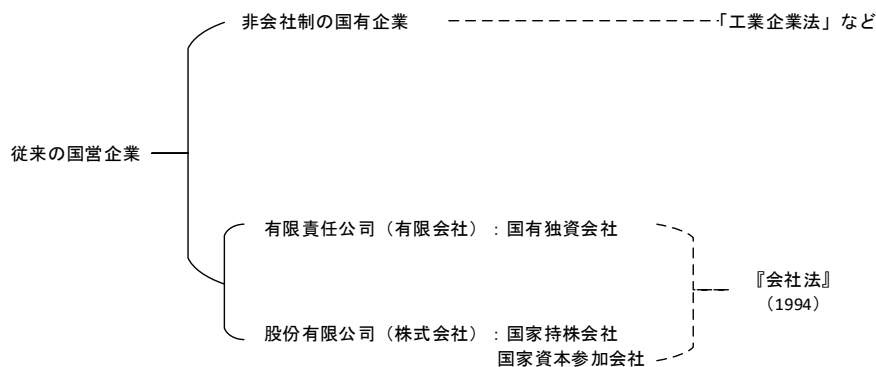 非会社制の国有企業 「工業企業法」など
従来の国営企業
有限責任公司（有限会社）：国有独資会社
『会社法』
（1994）
股份有限公司（株式会社）：国家持株会社
国家資本参加会社